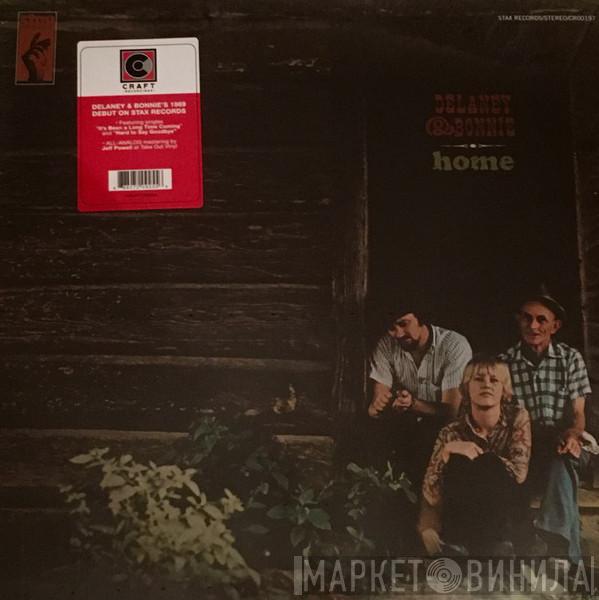 STAX RECORDS/STEREO/CR00197
CRAFT
RECORDINGS
DELANEY & BONNIE'S 1969
DEBUT ON STAX RECORDS
• Featuring singles
"It's Been a Long Time Coming"
and "Hard to Say Goodbye"
• ALL-ANALOG mastering by
Jeff Powell at Take Out Vinyl
DELANEY
& BONNIE
home
МАРКЕТ ВИНИЛА